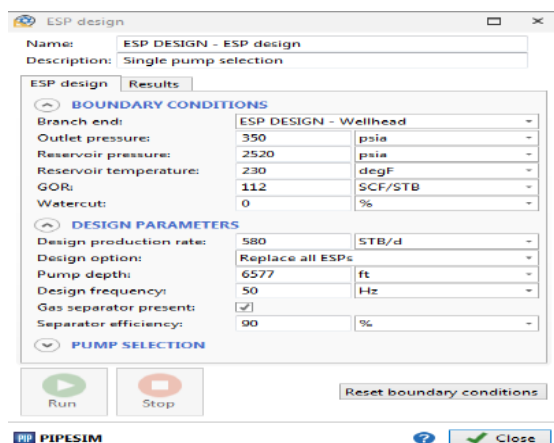 ESP design
Name: ESP DESIGN - ESP design
Description: Single pump selection
ESP design Results
BOUNDARY CONDITIONS
Branch end: ESP DESIGN - Wellhead
Outlet pressure: 350 psia
Reservoir pressure: 2520 psia
Reservoir temperature: 230 degF
GOR: 112 SCF/STB
Watercut: 0 %
DESIGN PARAMETERS
Design production rate: 580 STB/d
Design option: Replace all ESPs
Pump depth: 6577 ft
Design frequency: 50 Hz
Gas separator present:
Separator efficiency: 90 %
PUMP SELECTION
Run Stop Reset boundary conditions
PIP PIPESIM ? Close